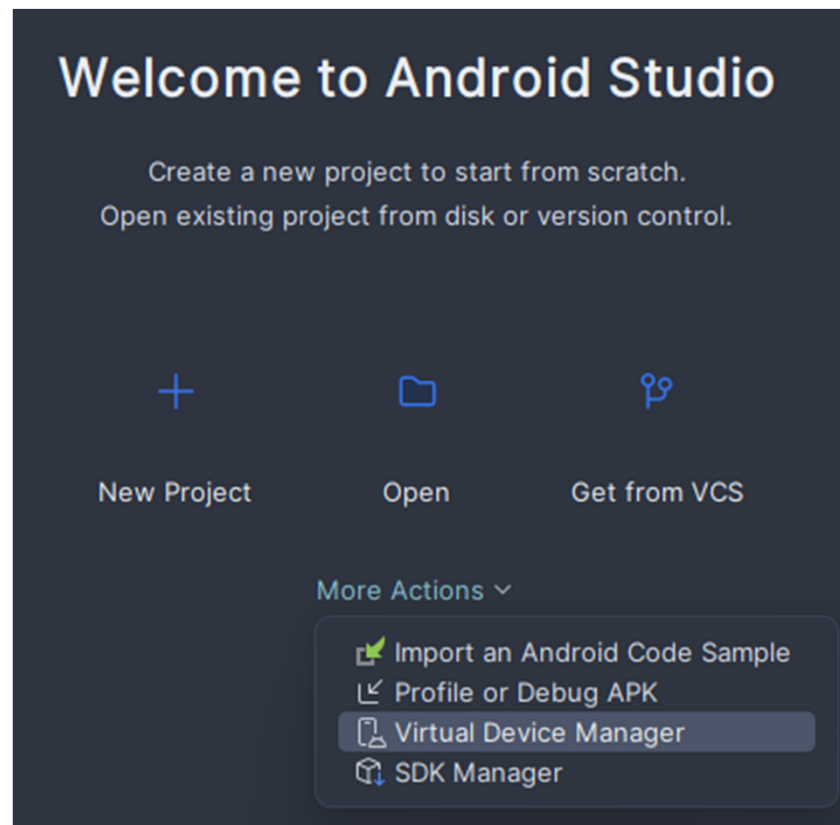 Welcome to Android Studio
Create a new project to start from scratch.
Open existing project from disk or version control.
New Project
Open
Get from VCS
More Actions
Import an Android Code Sample
Profile or Debug APK
Virtual Device Manager
SDK Manager